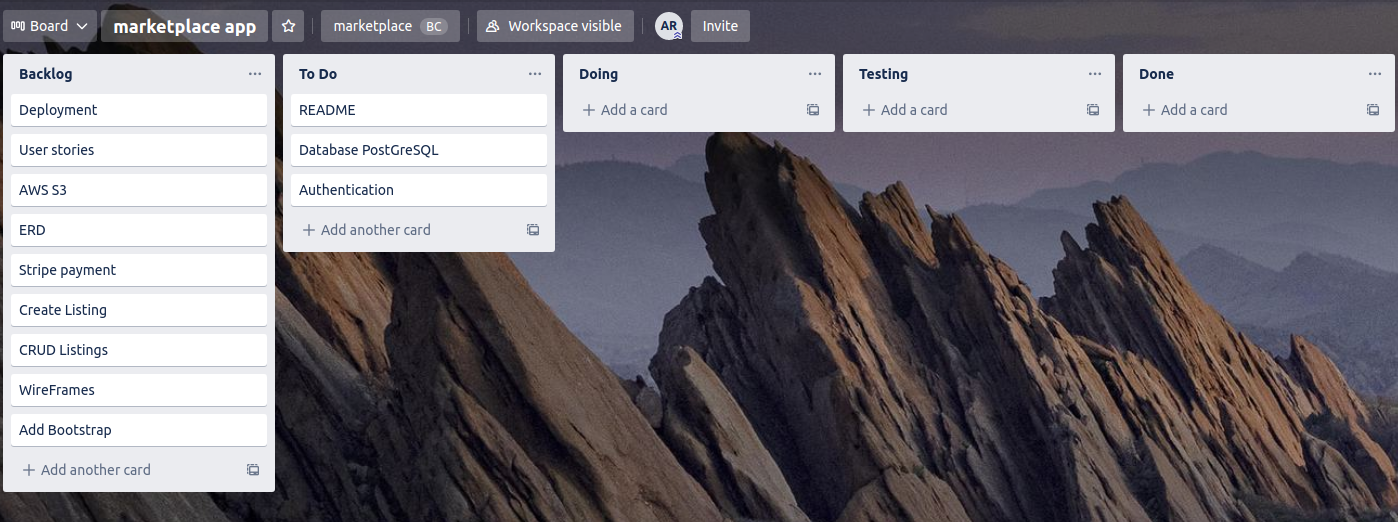 Board
marketplace app
marketplace BC
Workspace visible
AR
Invite
Backlog
Deployment
User stories
AWS S3
ERD
Stripe payment
Create Listing
CRUD Listings
WireFrames
Add Bootstrap
+ Add another card
To Do
README
Database PostGreSQL
Authentication
+ Add another card
Doing
+ Add a card
Testing
+ Add a card
Done
+ Add a card